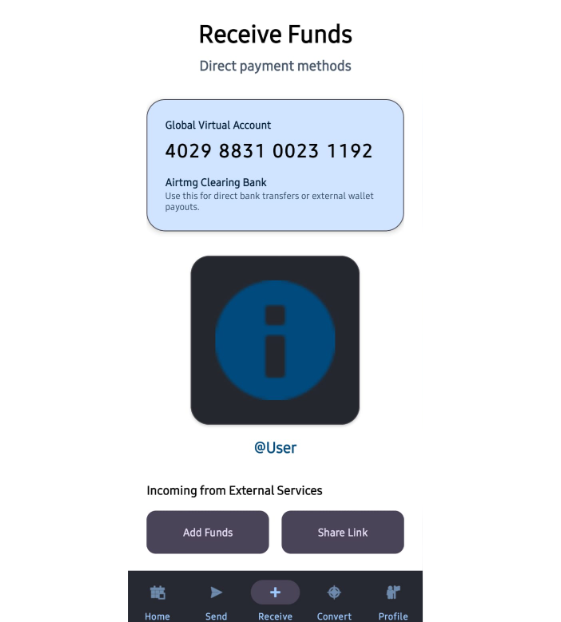 Receive Funds
Direct payment methods
Global Virtual Account
4029 8831 0023 1192
Airtmg Clearing Bank
Use this for direct bank transfers or external wallet
payouts.
@User
Incoming from External Services
Add Funds
Share Link
Home
Send
Receive
Convert
Profile